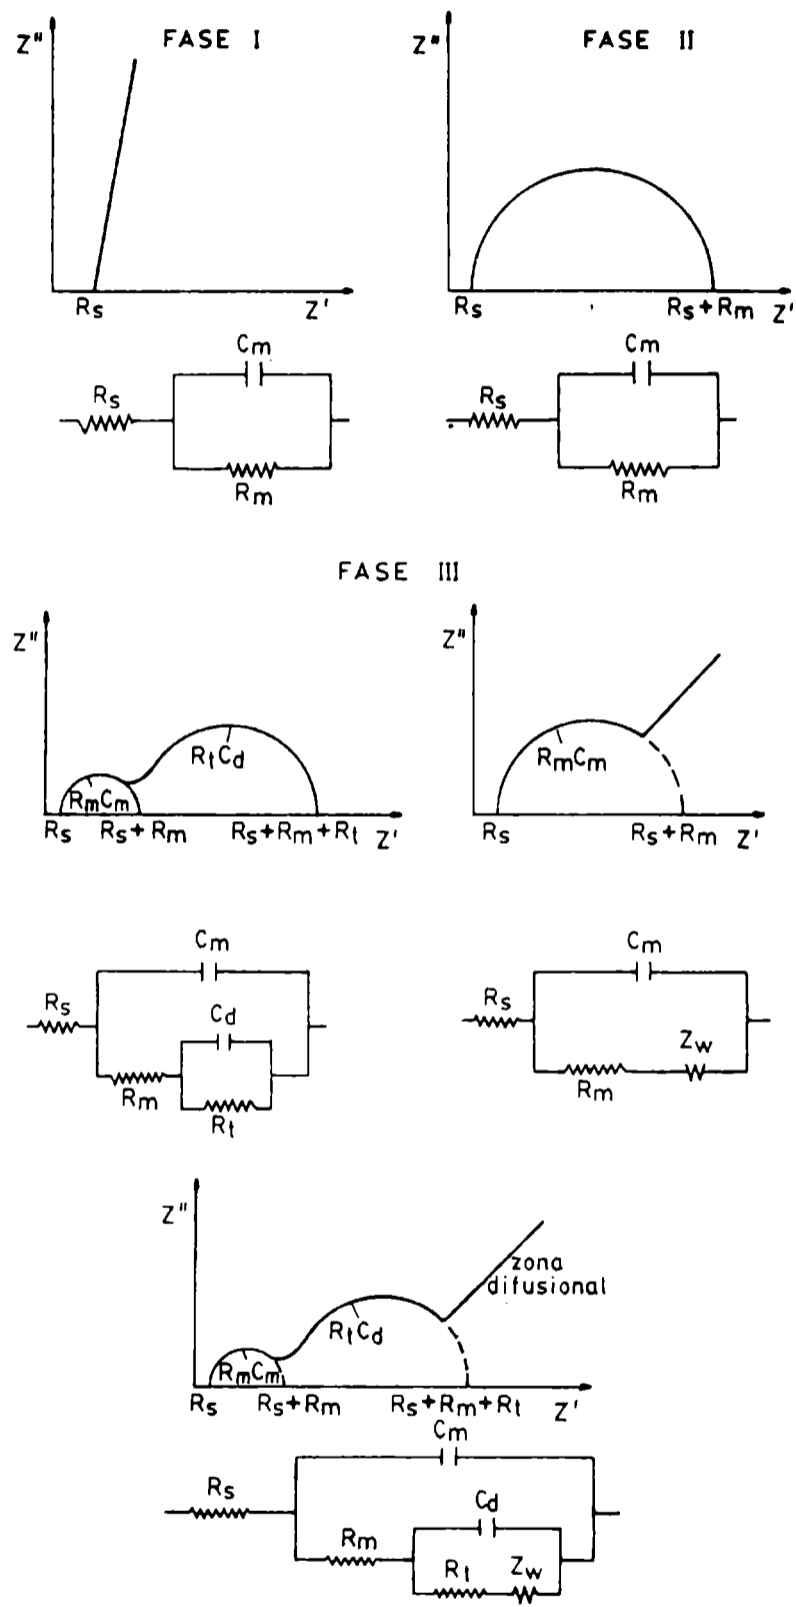 Z" FASE I
Rs Z'
Cm
Rs
Rm
Z" FASE II
Rs Rs+Rm Z'
Cm
Rs
Rm
FASE III
Z"
RmCm RtCd
Rs Rs+Rm Rs+Rm+Rt Z'
Cm
Rs
Cd
Rm
Rt
Z"
RmCm
Rs Rs+Rm Z'
Cm
Rs
Zw
Rm
Z"
zona
difusional
RtCd
RmCm
Rs Rs+Rm Rs+Rm+Rt Z'
Cm
Rs
Cd
Rm
Rt Zw